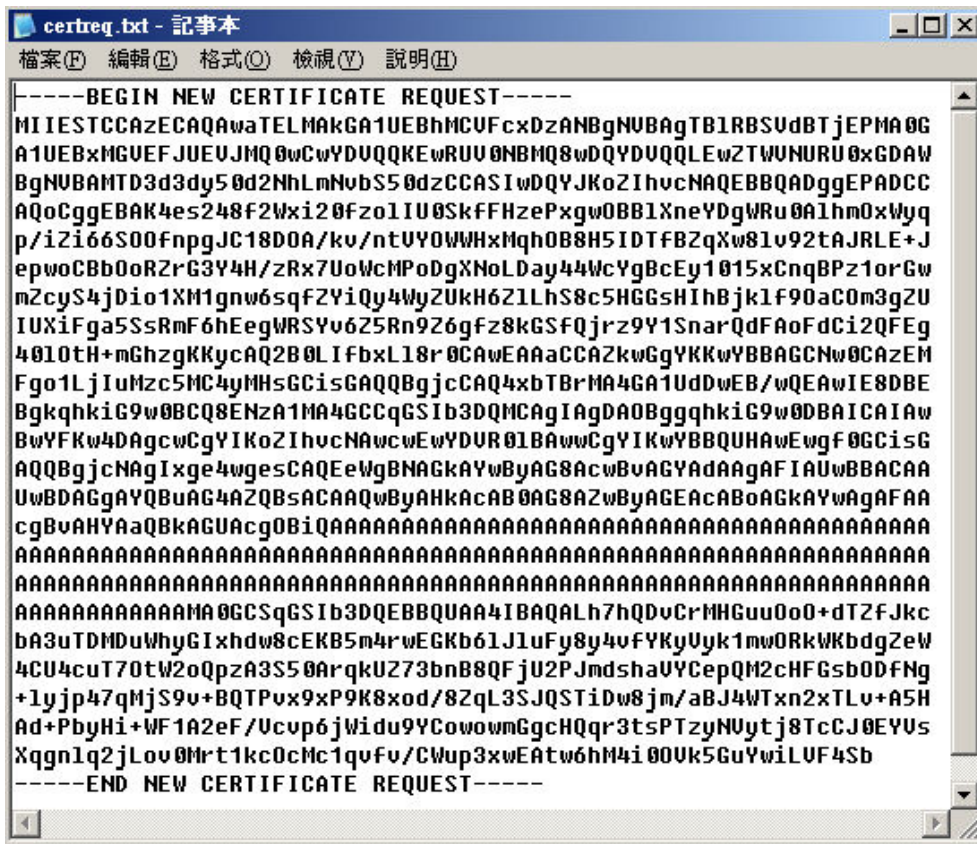 certreq.txt - 記事本
檔案(F) 編輯(E) 格式(O) 檢視(V) 說明(H)
-----BEGIN NEW CERTIFICATE REQUEST-----
MIIESTCCAzECAQAwaTELMAkGA1UEBhMCVFcxDzANBgNVBAgTBlRBSVdBTjEPMA0G
A1UEBxMGVEFJUEVJMQ0wCwYDVQQKEwRUV0NBMQ8wDQYDVQQLEwZTWVNURU0xGDAW
BgNVBAMTD3d3dy50d2NhLmNvbS50dzCCASIwDQYJKoZIhvcNAQEBBQADggEPADCC
AQoCggEBAK4es248f2Wxi20fzolIU0SkfFHzePxgwOBBlXneYDgWRu0AlhmOxWyq
p/iZi66SOOfnpgJC18DOA/kv/ntVYOWWHxMqhOB8H5IDTfBZqXw8lv92tAJRLE+J
epwoCBbOoRZrG3Y4H/zRx7UoWcMPoDgXNoLDay44WcYgBcEy1015xCnqBPz1orGw
mZcyS4jDio1XM1gnw6sqfZYiQy4WyZUkH6ZlLhS8c5HGGsHIhBjklf9OaCOm3gZU
IUXiFga5SsRmF6hEegWRSYv6Z5Rn9Z6gfz8kGSfQjrz9Y1SnarQdFAoFdCi2QFEg
40lOtH+mGhzgKKycAQ2B0LIfbxLl8r0CAwEAAaCCAZkwGgYKKwYBBAGCNw0CAzEM
Fgo1LjIuMzc5MC4yMHsGCisGAQQBgjcCAQ4xbTBrMA4GA1UdDwEB/wQEAwIE8DBE
BgkqhkiG9w0BCQ8ENzA1MA4GCCqGSIb3DQMCAgIAgDAOBggqhkiG9w0DBAICAIAw
BwYFKw4DAgcwCgYIKoZIhvcNAwcwEwYDVR0lBAwwCgYIKwYBBQUHAwEwgf0GCisG
AQQBgjcNAgIxge4wgesCAQEeWgBNAGkAYwByAG8AcwBvAGYAdAAgAFIAUwBBACAA
UwBDAGgAYQBuAG4AZQBsACAAQwByAHkAcAB0AG8AZwByAGEAcABoAGkAYwAgAFAA
cgBvAHYAaQBkAGUAcgOBiQAAAAAAAAAAAAAAAAAAAAAAAAAAAAAAAAAAAAAAAAAA
AAAAAAAAAAAAAAAAAAAAAAAAAAAAAAAAAAAAAAAAAAAAAAAAAAAAAAAAAAAAAAAA
AAAAAAAAAAAAAAAAAAAAAAAAAAAAAAAAAAAAAAAAAAAAAAAAAAAAAAAAAAAAAAAA
AAAAAAAAAAAAMA0GCSqGSIb3DQEBBQUAA4IBAQALh7hQDvCrMHGuuOoO+dTZfJkc
bA3uTDMDuWhyGIxhdw8cEKB5m4rwEGKb6lJluFy8y4vfYKyVyk1mwORkWKbdgZeW
4CU4cuT7OtW2oQpzA3S50ArqkUZ73bnB8QFjU2PJmdshaVYCepQM2cHFGsbODfNg
+lyjp47qMjS9v+BQTPvx9xP9K8xod/8ZqL3SJQSTiDw8jm/aBJ4WTxn2xTLv+A5H
Ad+PbyHi+WF1A2eF/Vcvp6jWidu9YCowowmGgcHQqr3tsPTzyNVytj8TcCJ0EYVs
Xqgnlq2jLov0Mrt1kcOcMc1qvfv/CWup3xwEAtw6hM4i0OVk5GuYwiLVF4Sb
-----END NEW CERTIFICATE REQUEST-----